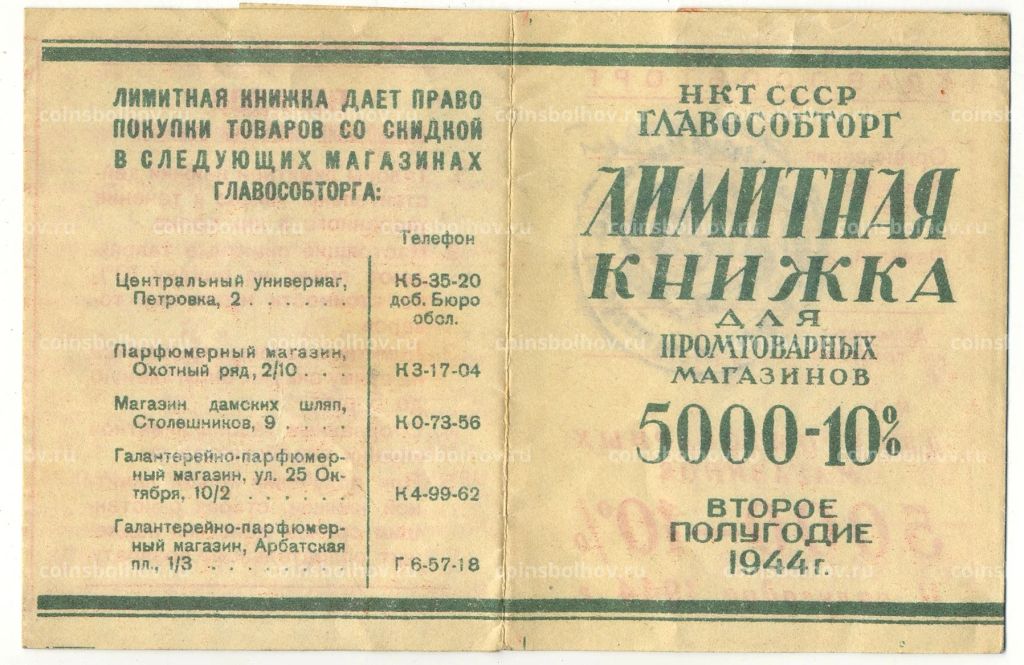 ЛИМИТНАЯ КНИЖКА ДАЕТ ПРАВО
ПОКУПКИ ТОВАРОВ СО СКИДКОЙ
В СЛЕДУЮЩИХ МАГАЗИНАХ
ГЛАВОСОБТОРГА:
Телефон
Центральный универмаг,
Петровка, 2 . . . . .
К 5-35-20
доб. Бюро
обсл.
Парфюмерный магазин,
Охотный ряд, 2/10 . . .
К 3-17-04
Магазин дамских шляп,
Столешников, 9 . . . .
К 0-73-56
Галантерейно-парфюмер-
ный магазин, ул. 25 Ок-
тября, 10/2 . . . . . .
К 4-99-62
Галантерейно-парфюмер-
ный магазин, Арбатская
пл., 1/3 . . . . . . . .
Г 6-57-18
НКТ СССР
ГЛАВОСОБТОРГ
ЛИМИТНАЯ
КНИЖКА
ДЛЯ
ПРОМТОВАРНЫХ
МАГАЗИНОВ
5000-10%
ВТОРОЕ
ПОЛУГОДИЕ
1944 г.
coinsbolhov.ru